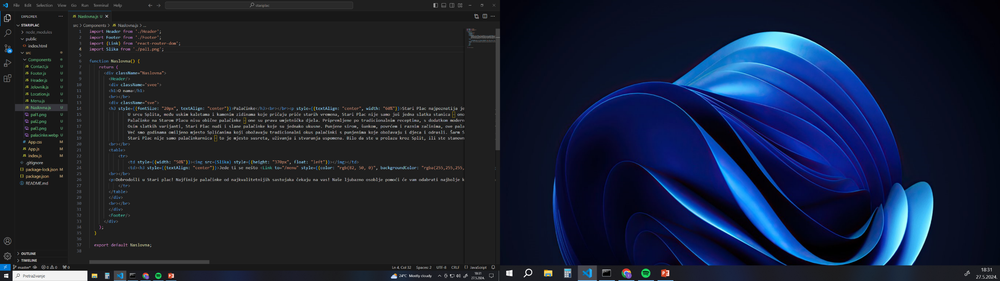 File Edit Selection View Go Run Terminal Help
stariplac
EXPLORER
Naslovna.js U
src > Components > JS Naslovna.js > ...
STARIPLAC
node_modules
public
index.html
src
Components
JS Contact.js U
JS Footer.js U
JS Header.js U
JS Jelovnik.js U
JS Location.js U
JS Menu.js U
JS Naslovna.js U
pal1.png U
pal2.png U
pal3.png U
palacinke.webp U
# App.css M
JS App.js M
JS index.js M
.gitignore
{} package-lock.json M
{} package.json M
README.md
OUTLINE
TIMELINE
26
1 import Header from './Header';
2 import Footer from './Footer';
3 import {Link} from 'react-router-dom';
4 import Slika from './pal1.png';
5
6 function Naslovna() {
7 return (
8 <div className="Naslovna">
9 <Header/>
10 <div className='svee'>
11 <h1>O nama</h1>
12 <br></br>
13 <div className="sve">
14 <h3 style={{fontSize: "20px", textAlign: "center"}}>Palačinke</h3><br></br><p style={{textAlign: "center", width: "60%"}}>Stari Plac najpoznatija je
15 U srcu Splita, među uskim kaletama i kamenim zidinama koje pričaju priče starih vremena, Stari Plac nije samo još jedna slatka stanica – ono
16 Palačinke na Starom Placu nisu obične palačinke – one su prava umjetnička djela. Pripremljene po tradicionalnim receptima, s dodatkom modern
17 Osim slatkih varijanti, Stari Plac nudi i slane palačinke koje su jednako ukusne. Punjene sirom, šunkom, povrćem i raznim začinima, ove pala
18 Već smo godinama omiljeno mjesto Splićanima koji obožavaju tradicionalni okus palačinki s punjenima koje obožavaju i djeca i odrasli. Šarm S
19 Stari Plac nije samo palačinkarnica – to je mjesto susreta, uživanja i stvaranja uspomena. Bilo da ste u prolazu kroz Split, ili ste stanovn
20 <br></br>
21 <table>
22 <tr>
23 <td style={{width: "50%"}}><img src={Slika} style={{height: "370px", float: "left"}}></img></td>
24 <td><h3 style={{textAlign: "center"}}>Jede ti se nešto <Link to="/menu" style={{color: "rgb(82, 50, 0)", backgroundColor: "rgba(255,255,255,
25 <br></br>
26 <p>Dobrodošli u Stari plac! Najfinije palačinke od najkvalitetnijih sastojaka čekaju na vas! Naše ljubazno osoblje pomoći će vam odabrati najbolje k
27 </tr>
28 </table>
29 </div>
30 <br></br>
31 </div>
32 <Footer/>
33 </div>
34 );
35 }
36
37 export default Naslovna;
38
master* 0 0 0
Ln 4, Col 32 Spaces: 2 UTF-8 CRLF {} JavaScript
Pretraživanje
24°C Mostly cloudy
18:31
27.5.2024.
18:31
27.5.2024.